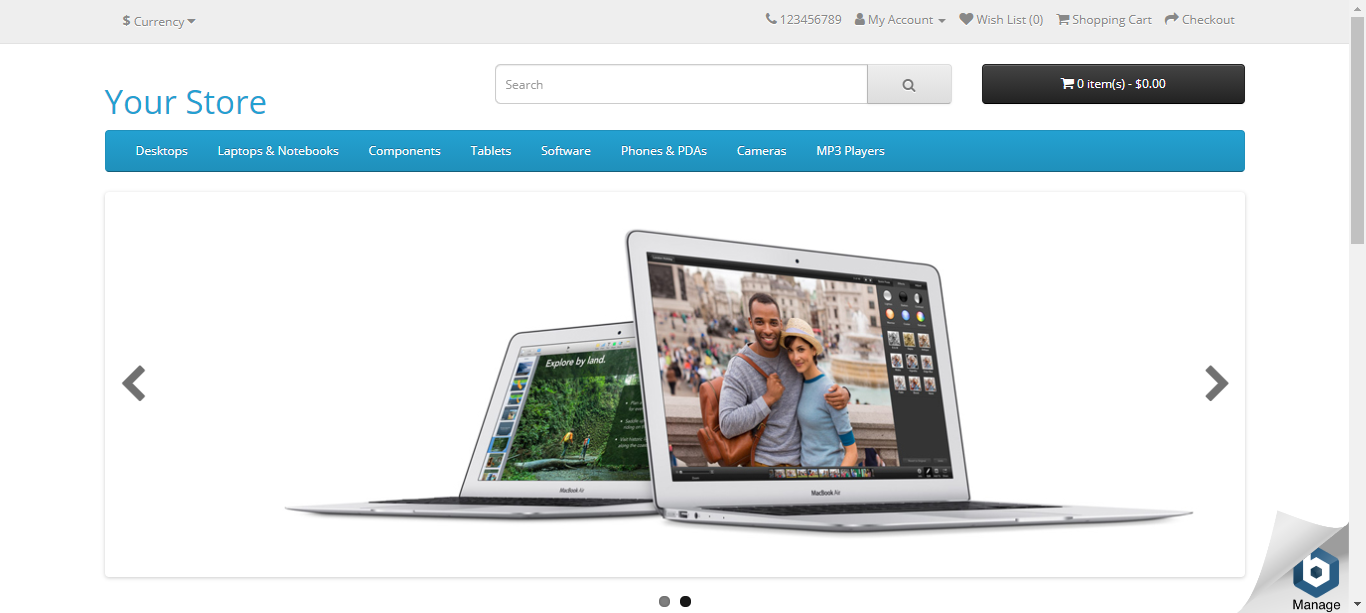 $ Currency
123456789 My Account Wish List (0) Shopping Cart Checkout
Your Store
Search
0 item(s) - $0.00
Desktops Laptops & Notebooks Components Tablets Software Phones & PDAs Cameras MP3 Players
Explore by land.
MacBook Air
MacBook Air
Manage